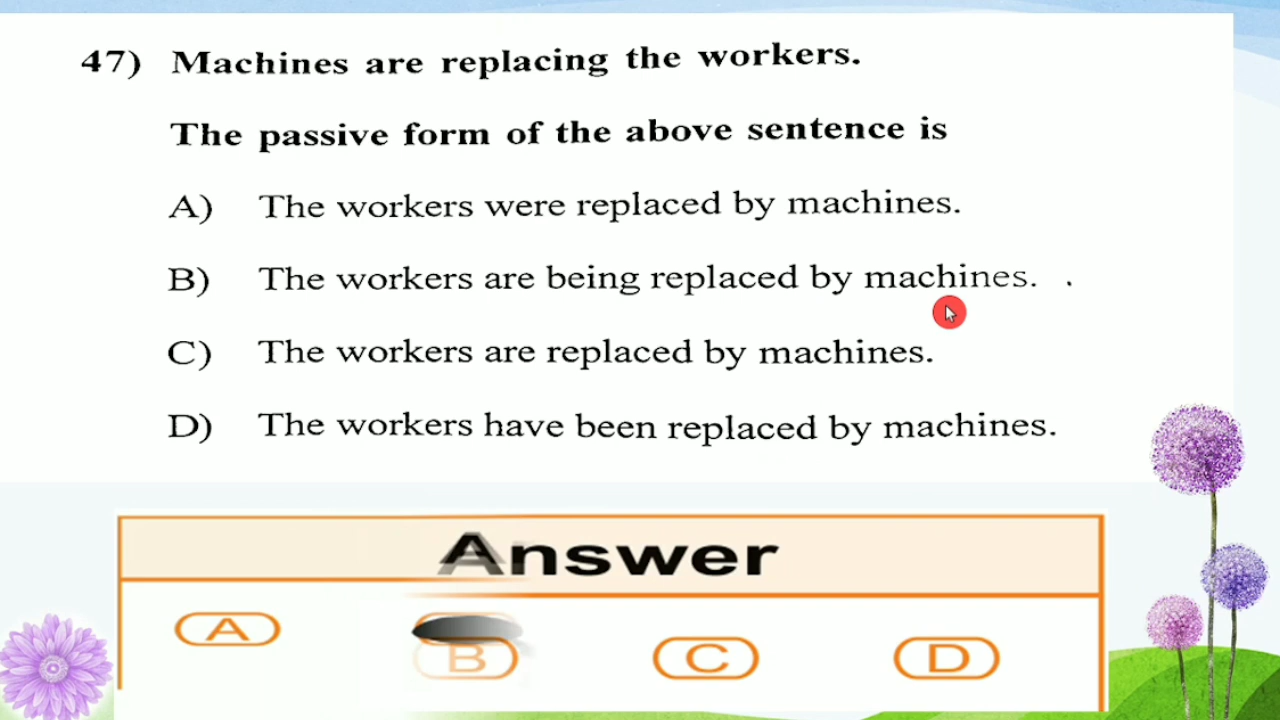 47) Machines are replacing the workers.
The passive form of the above sentence is
A) The workers were replaced by machines.
B) The workers are being replaced by machines. .
C) The workers are replaced by machines.
D) The workers have been replaced by machines.
Answer
A B C D